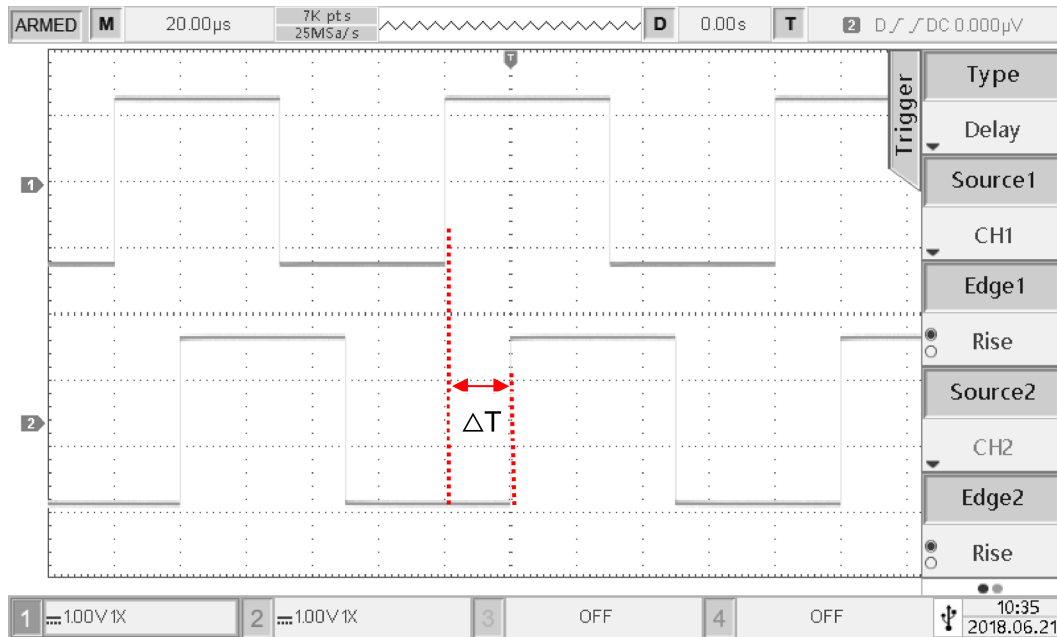 ARMED M 20.00µs 7K pts D 0.00s T 2 D DC 0.000µV
25MSa/s
T
Trigger
Type
Delay
Source1
CH1
Edge1
Rise
Source2
CH2
Edge2
Rise
1
2
△T
1 1.00V 1X 2 1.00V 1X 3 OFF 4 OFF
10:35
2018.06.21